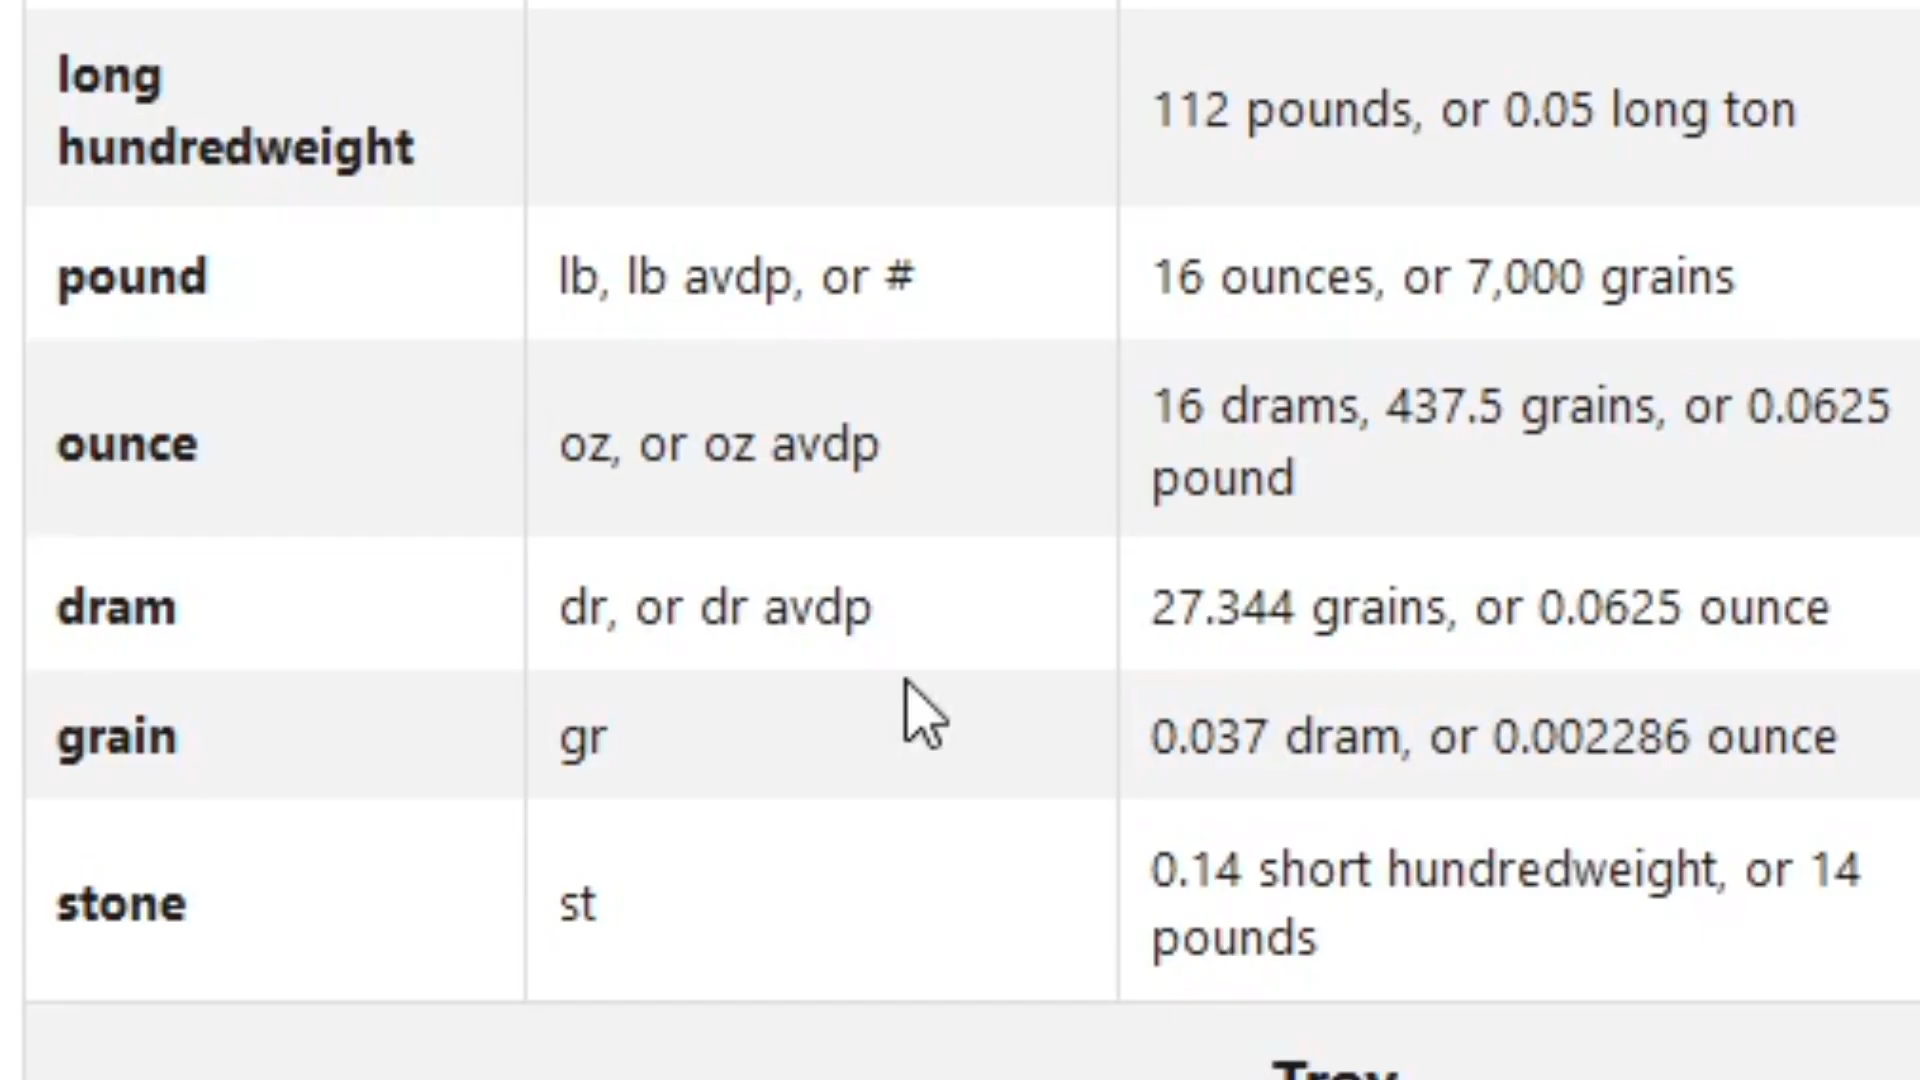 long
hundredweight
112 pounds, or 0.05 long ton
pound
lb, lb avdp, or #
16 ounces, or 7,000 grains
ounce
oz, or oz avdp
16 drams, 437.5 grains, or 0.0625
pound
dram
dr, or dr avdp
27.344 grains, or 0.0625 ounce
grain
gr
0.037 dram, or 0.002286 ounce
stone
st
0.14 short hundredweight, or 14
pounds
Troy